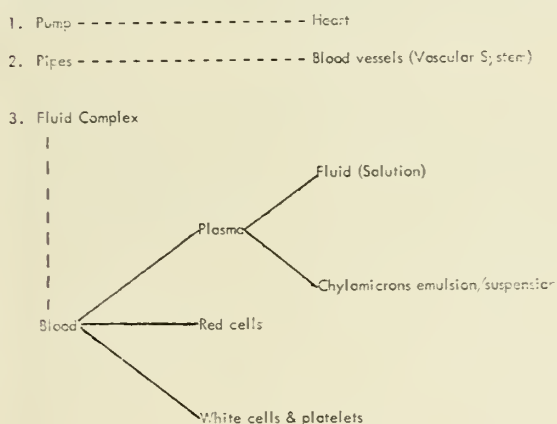 1. Pump Heart
2. Pipes Blood vessels (Vascular S; stem)
3. Fluid Complex
Fluid (Solution)
Plasma
Chylomicrons emulsion/suspension
Blood Red cells
White cells & platelets